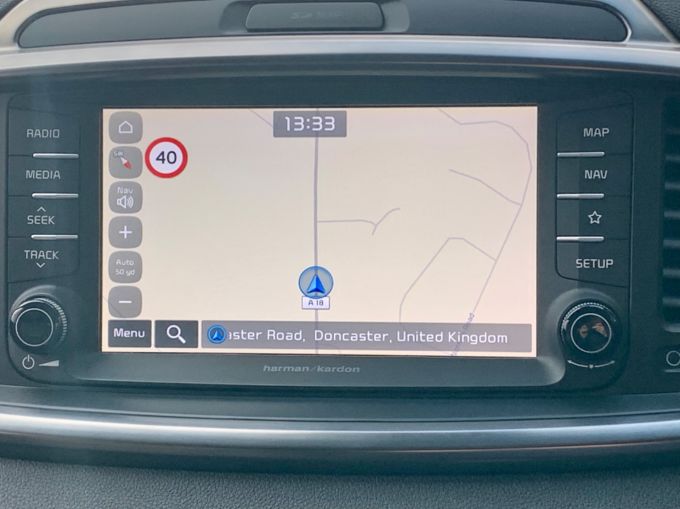 RADIO
MEDIA
SEEK
TRACK
13:33
40
Nav
Auto
50 yd
A 18
Menu
aster Road, Doncaster, United Kingdom
MAP
NAV
SETUP
harman/kardon